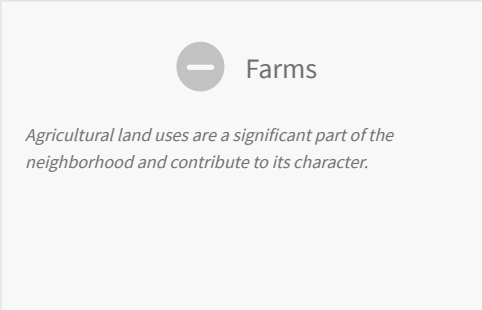 Farms
Agricultural land uses are a significant part of the
neighborhood and contribute to its character.